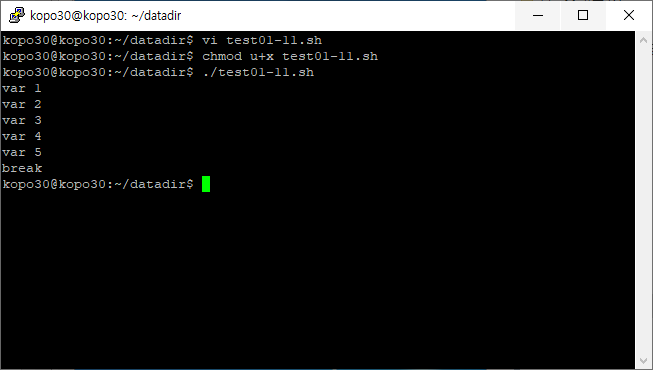 kopo30@kopo30: ~/datadir
kopo30@kopo30:~/datadir$ vi test01-11.sh
kopo30@kopo30:~/datadir$ chmod u+x test01-11.sh
kopo30@kopo30:~/datadir$ ./test01-11.sh
var 1
var 2
var 3
var 4
var 5
break
kopo30@kopo30:~/datadir$